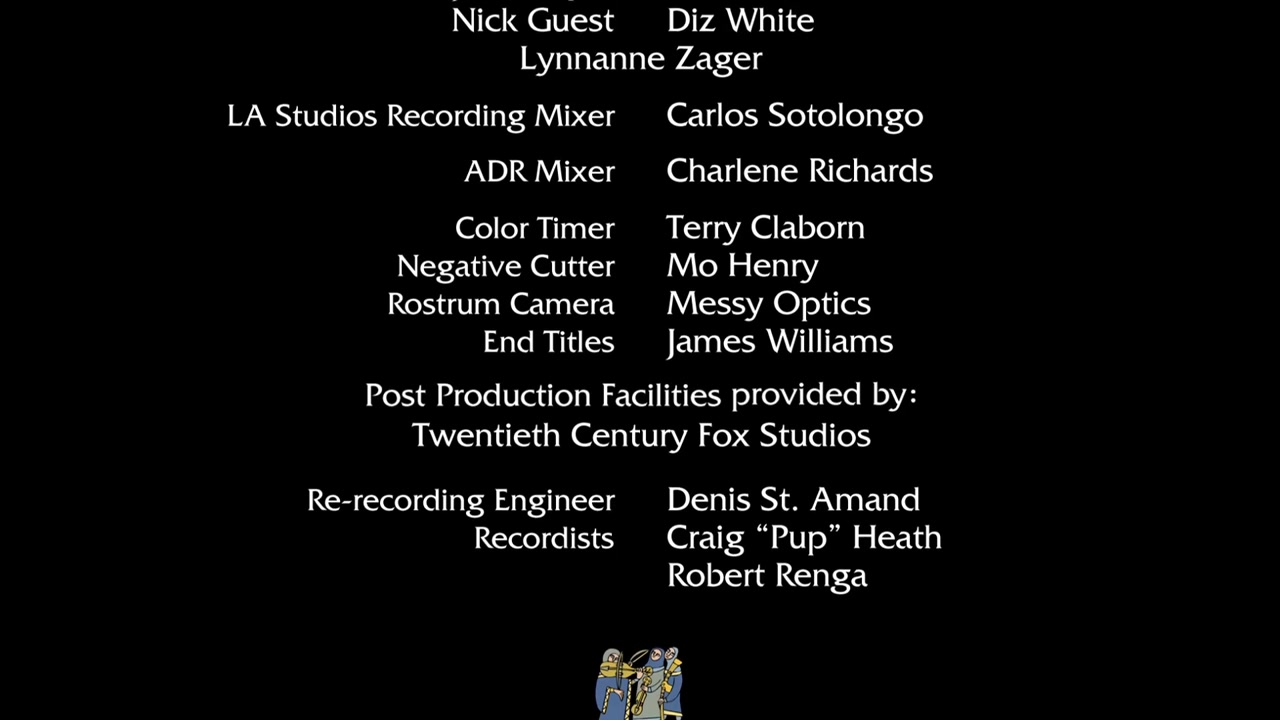 Nick Guest Diz White
Lynnanne Zager
LA Studios Recording Mixer Carlos Sotolongo
ADR Mixer Charlene Richards
Color Timer Terry Claborn
Negative Cutter Mo Henry
Rostrum Camera Messy Optics
End Titles James Williams
Post Production Facilities provided by:
Twentieth Century Fox Studios
Re-recording Engineer Denis St. Amand
Recordists Craig “Pup” Heath
Robert Renga